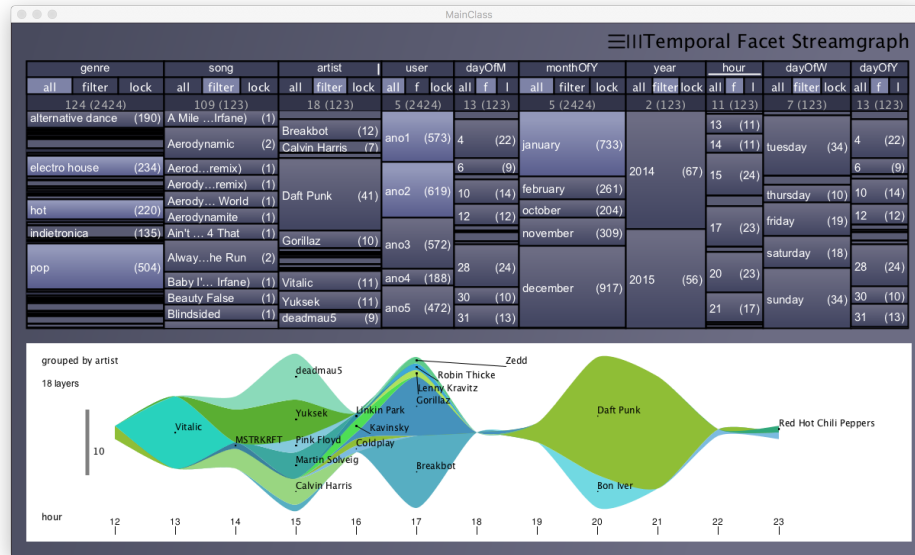 MainClass
Temporal Facet Streamgraph
genre song artist user dayOfM monthOfY year hour dayOfW dayOfY
all filter lock all filter lock all filter lock all f lock all f l all filter lock all filter lock all f l all filter lock all f l
124 (2424) 109 (123) 18 (123) 5 (2424) 13 (123) 5 (2424) 2 (123) 11 (123) 7 (123) 13 (123)
alternative dance (190)
electro house (234)
hot (220)
indietronica (135)
pop (504)
A Mile ...Irfane) (1)
Aerodynamic (2)
Aerod...remix) (1)
Aerody...remix) (1)
Aerody... World (1)
Aerodynamite (1)
Ain't ... 4 That (1)
Alway...he Run (2)
Baby I'... Irfane) (1)
Beauty False (1)
Blindsided (1)
Breakbot (12)
Calvin Harris (7)
Daft Punk (41)
Gorillaz (10)
Vitalic (11)
Yuksek (11)
deadmau5 (9)
ano1 (573)
ano2 (619)
ano3 (572)
ano4 (188)
ano5 (472)
4 (22)
6 (9)
10 (14)
12 (12)
28 (24)
30 (10)
31 (13)
january (733)
february (261)
october (204)
november (309)
december (917)
2014 (67)
2015 (56)
13 (11)
14 (11)
15 (24)
17 (23)
20 (23)
21 (17)
tuesday (34)
thursday (10)
friday (19)
saturday (18)
sunday (34)
4 (22)
6 (9)
10 (14)
12 (12)
28 (24)
30 (10)
31 (13)
grouped by artist
18 layers
10
Zedd
deadmau5
Robin Thicke
Lenny Kravitz
Gorillaz
Yuksek
Linkin Park
Daft Punk
Vitalic
Kavinsky
Red Hot Chili Peppers
MSTRKRFT
Pink Floyd
Coldplay
Martin Solveig
Breakbot
Calvin Harris
Bon Iver
hour
12 13 14 15 16 17 18 19 20 21 22 23